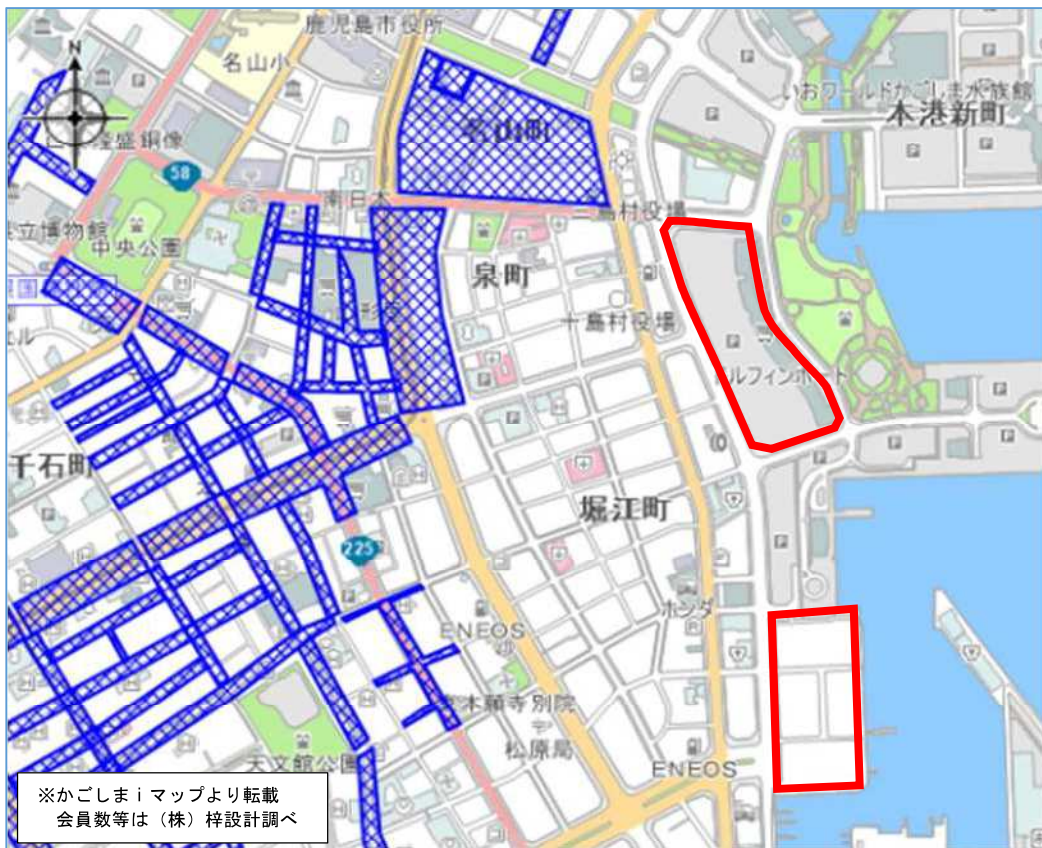 鹿児島市役所
名山小
N
いおワールドかごしま水族館
本港新町
名山町
隆盛銅像
58
南日本
三島村役場
立博物館
中央公園
泉町
十島村役場
ドルフィンポート
千石町
堀江町
225
ホンダ
ENEOS
本願寺別院
松原局
天文館公園
ENEOS
※かごしまｉマップより転載
会員数等は（株）梓設計調べ